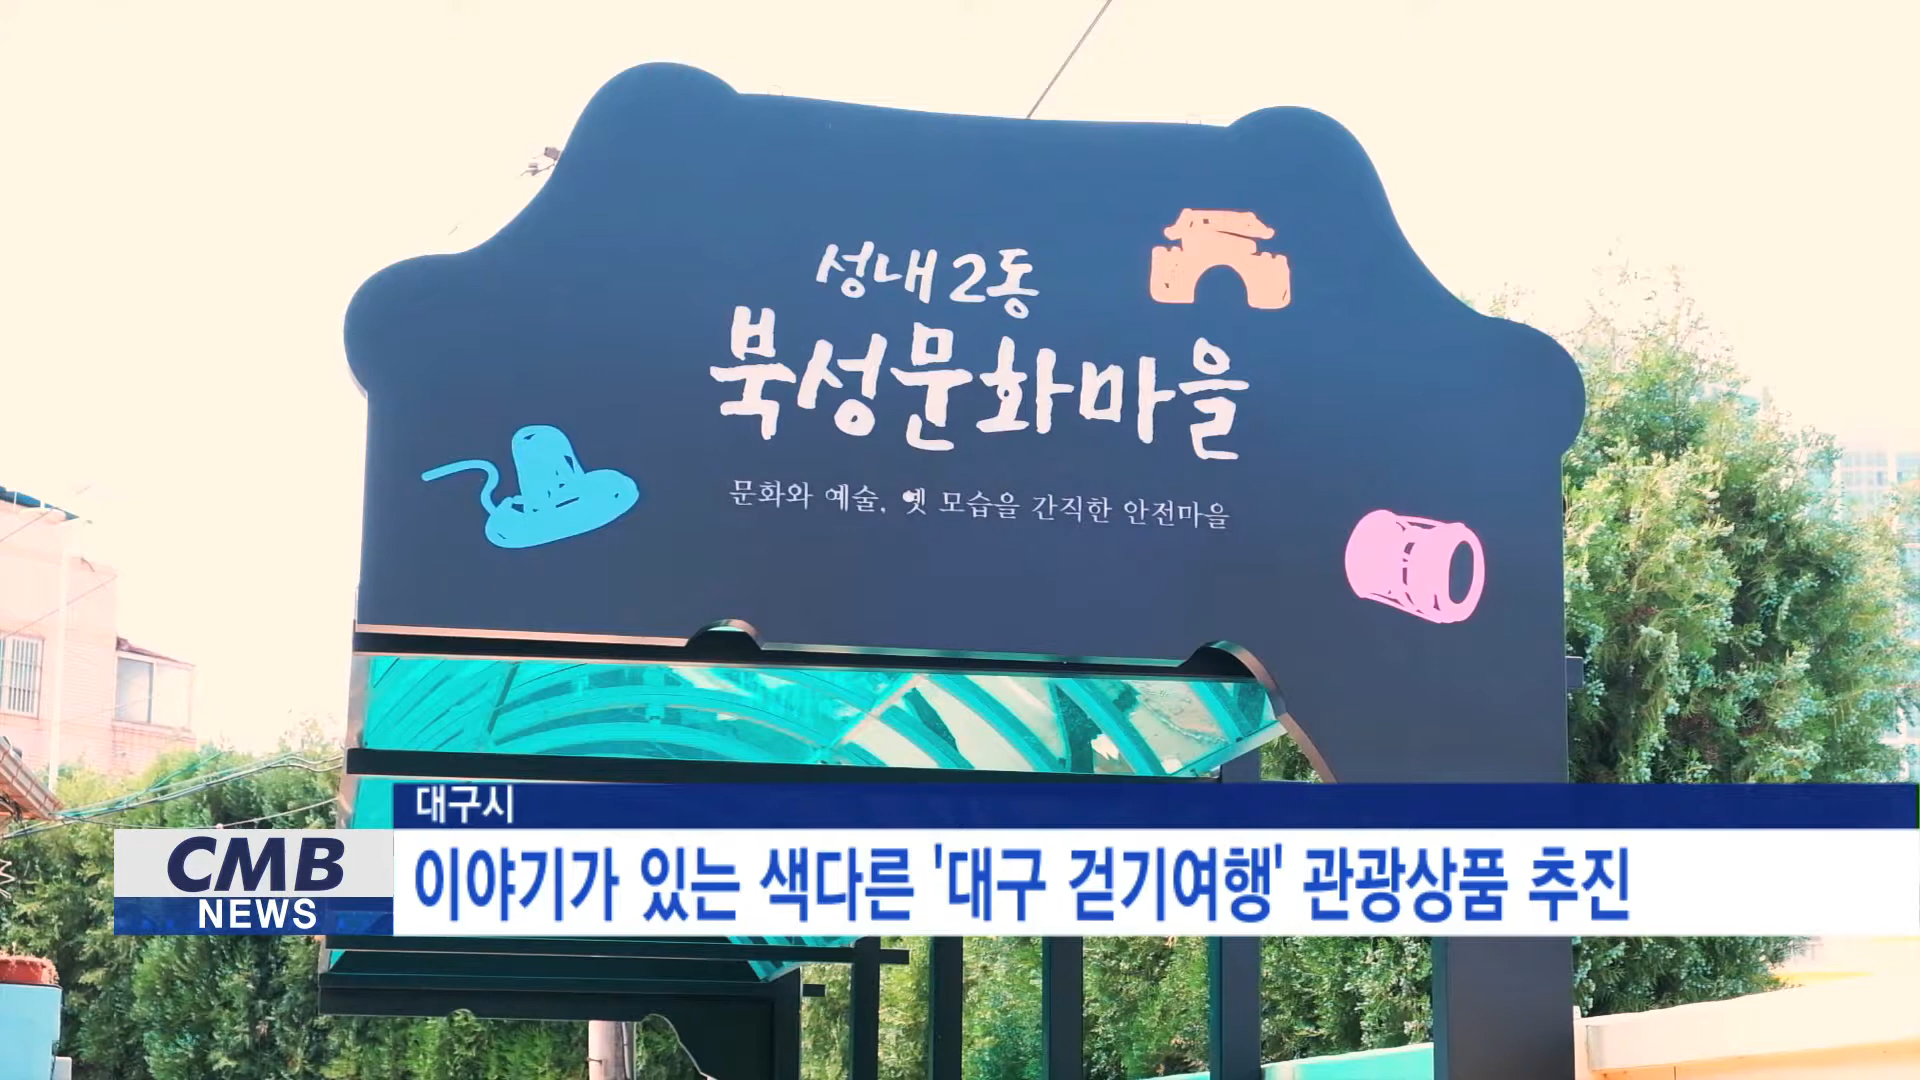 성내2동
북성문화마을
문화와 예술, 옛 모습을 간직한 안전마을
대구시
CMB
NEWS
이야기가 있는 색다른 '대구 걷기여행' 관광상품 추진